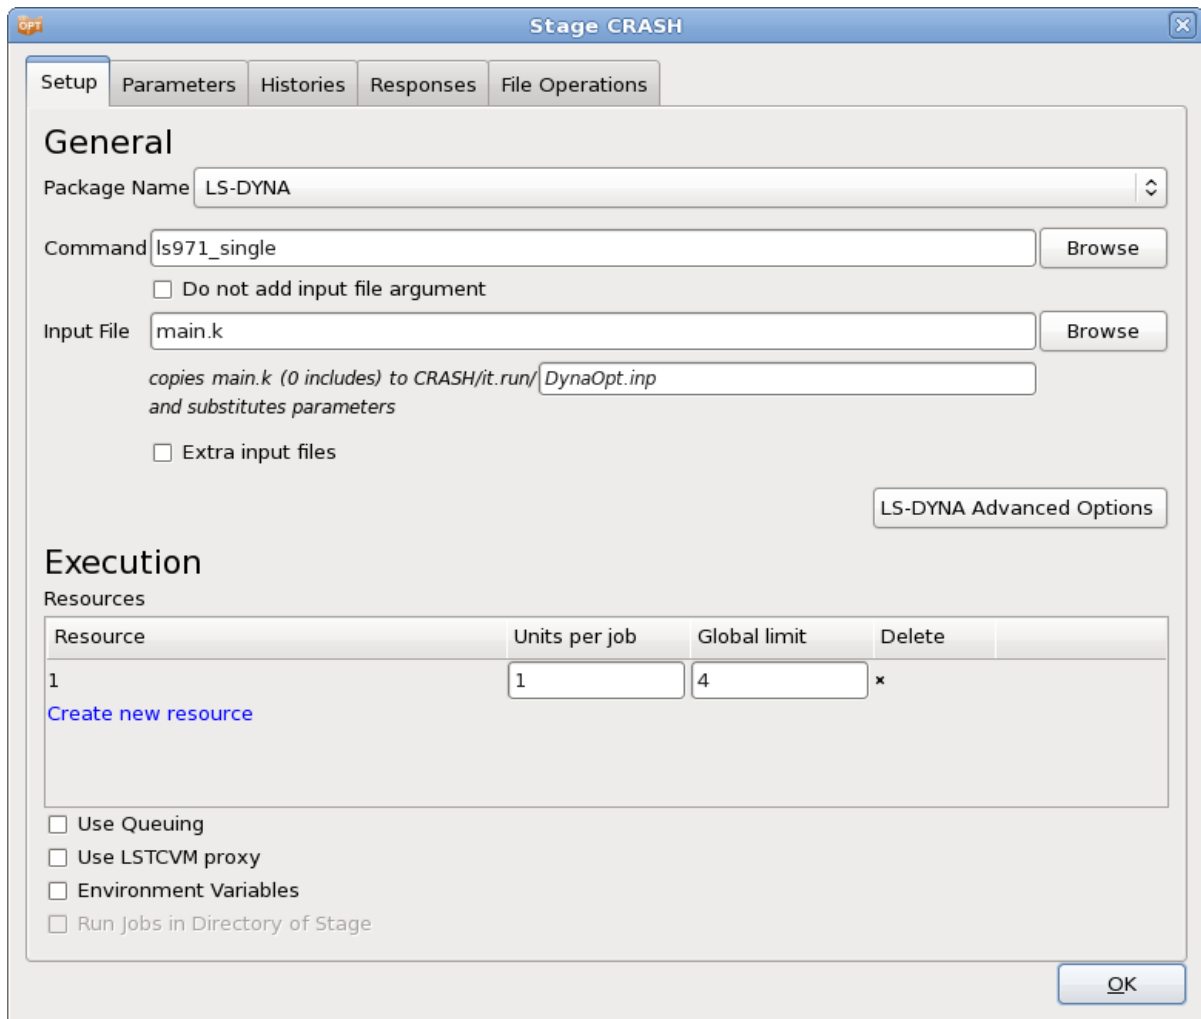 OPT
Stage CRASH
Setup Parameters Histories Responses File Operations
General
Package Name LS-DYNA
Command ls971_single Browse
Do not add input file argument
Input File main.k Browse
copies main.k (0 includes) to CRASH/it.run/ DynaOpt.inp
and substitutes parameters
Extra input files
LS-DYNA Advanced Options
Execution
Resources
Resource Units per job Global limit Delete
1 1 4 ×
Create new resource
Use Queuing
Use LSTCVM proxy
Environment Variables
Run Jobs in Directory of Stage
OK